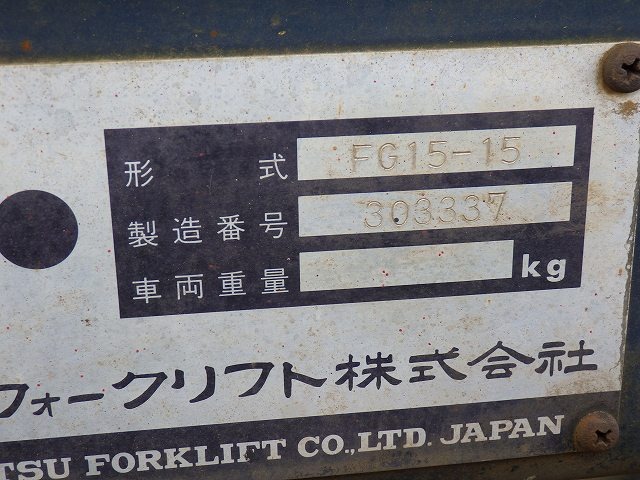 形式 FG15-15
製造番号 303337
車両重量 kg
フォークリフト株式会社
TSU FORKLIFT CO.,LTD. JAPAN